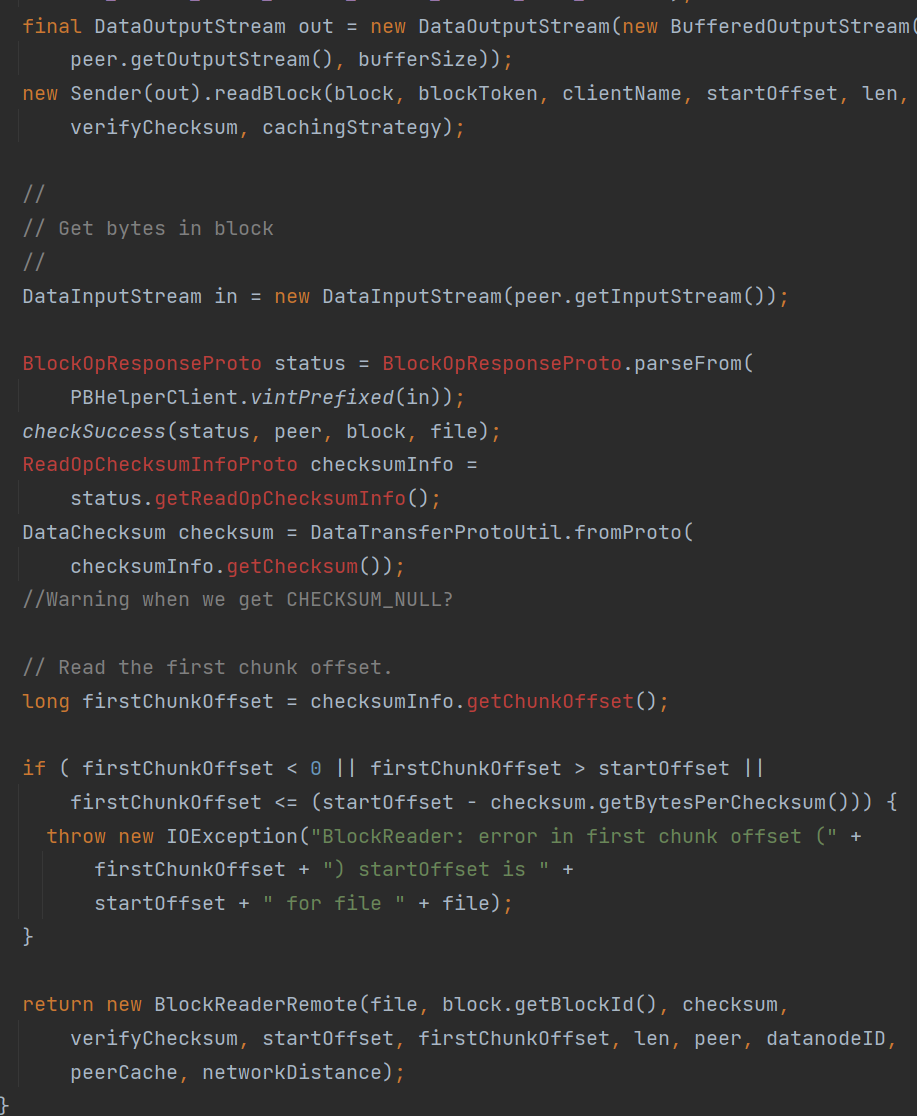 final DataOutputStream out = new DataOutputStream(new BufferedOutputStream(
peer.getOutputStream(), bufferSize));
new Sender(out).readBlock(block, blockToken, clientName, startOffset, len,
verifyChecksum, cachingStrategy);
//
// Get bytes in block
//
DataInputStream in = new DataInputStream(peer.getInputStream());
BlockOpResponseProto status = BlockOpResponseProto.parseFrom(
PBHelperClient.vintPrefixed(in));
checkSuccess(status, peer, block, file);
ReadOpChecksumInfoProto checksumInfo =
status.getReadOpChecksumInfo();
DataChecksum checksum = DataTransferProtoUtil.fromProto(
checksumInfo.getChecksum());
//Warning when we get CHECKSUM_NULL?
// Read the first chunk offset.
long firstChunkOffset = checksumInfo.getChunkOffset();
if ( firstChunkOffset < 0 || firstChunkOffset > startOffset ||
firstChunkOffset <= (startOffset - checksum.getBytesPerChecksum())) {
throw new IOException("BlockReader: error in first chunk offset (" +
firstChunkOffset + ") startOffset is " +
startOffset + " for file " + file);
}
return new BlockReaderRemote(file, block.getBlockId(), checksum,
verifyChecksum, startOffset, firstChunkOffset, len, peer, datanodeID,
peerCache, networkDistance);
}